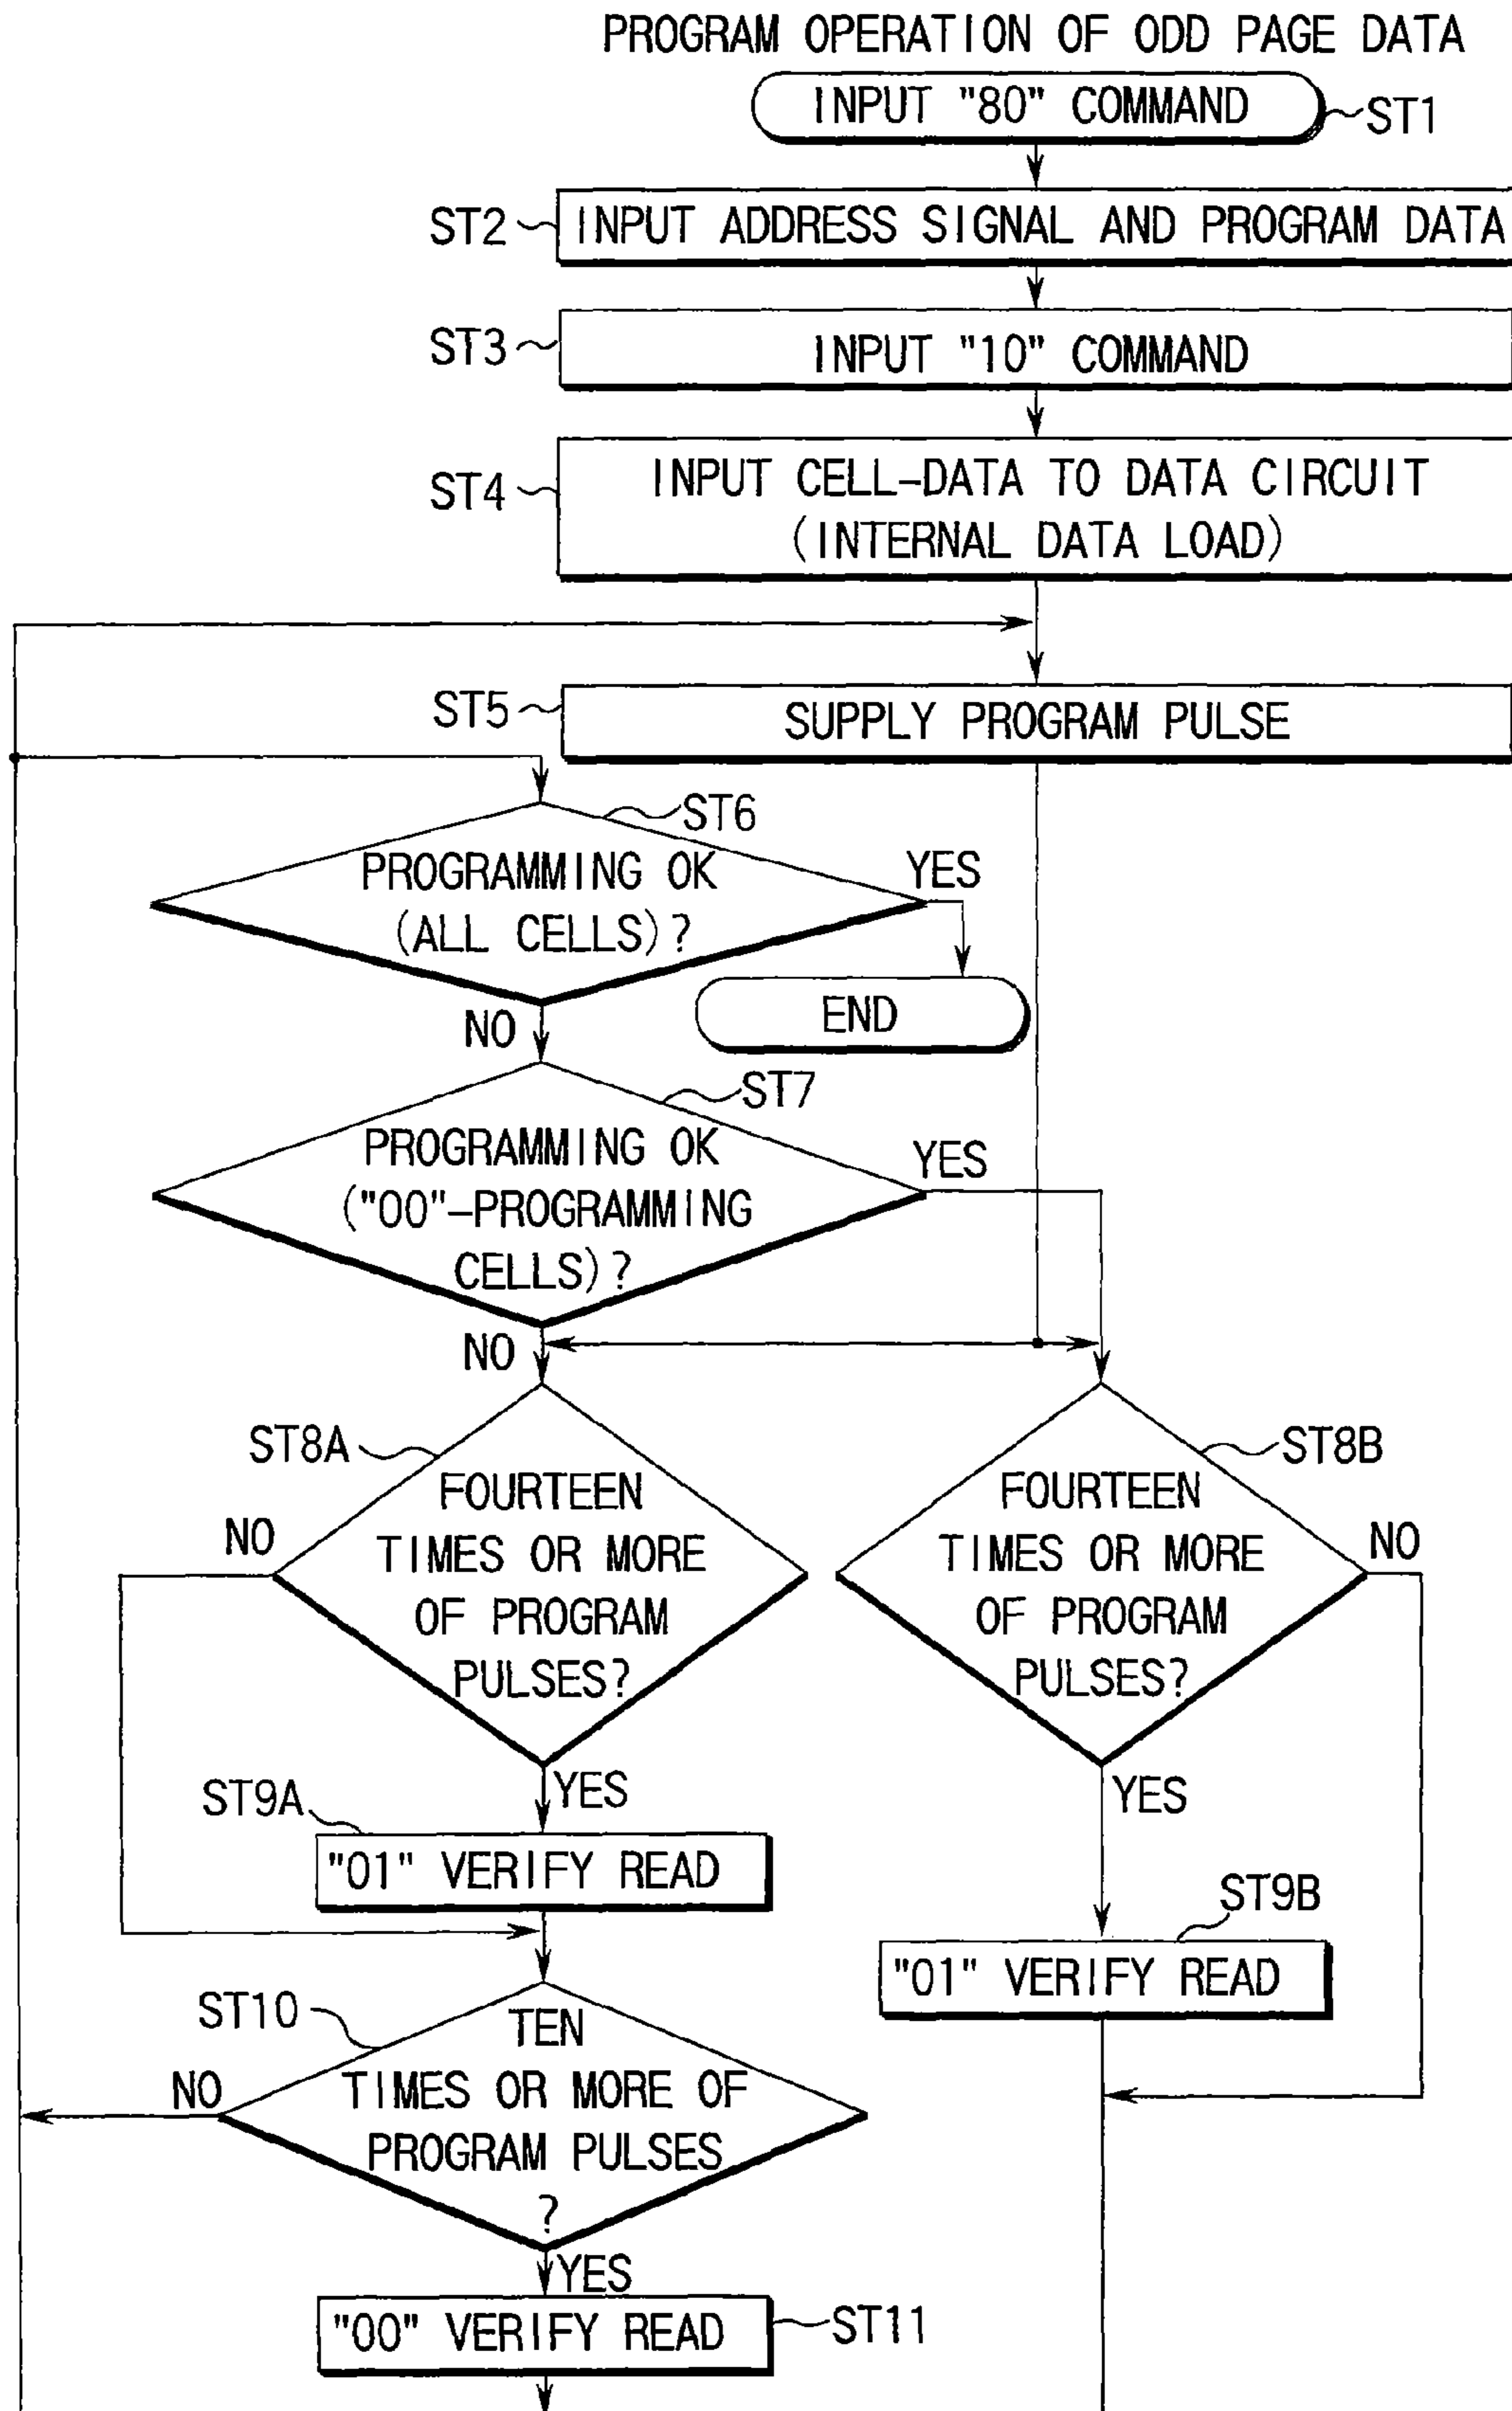 PROGRAM OPERATION OF ODD PAGE DATA
INPUT "80" COMMAND
ST1
ST2
INPUT ADDRESS SIGNAL AND PROGRAM DATA
ST3
INPUT "10" COMMAND
ST4
INPUT CELL-DATA TO DATA CIRCUIT
(INTERNAL DATA LOAD)
ST5
SUPPLY PROGRAM PULSE
ST6
PROGRAMMING OK
(ALL CELLS)?
YES
END
NO
ST7
PROGRAMMING OK
("00"-PROGRAMMING
CELLS)?
YES
NO
ST8A
FOURTEEN
TIMES OR MORE
OF PROGRAM
PULSES?
NO
YES
ST8B
FOURTEEN
TIMES OR MORE
OF PROGRAM
PULSES?
NO
YES
ST9A
"01" VERIFY READ
ST9B
"01" VERIFY READ
ST10
TEN
TIMES OR MORE OF
PROGRAM PULSES
?
NO
YES
"00" VERIFY READ
ST11